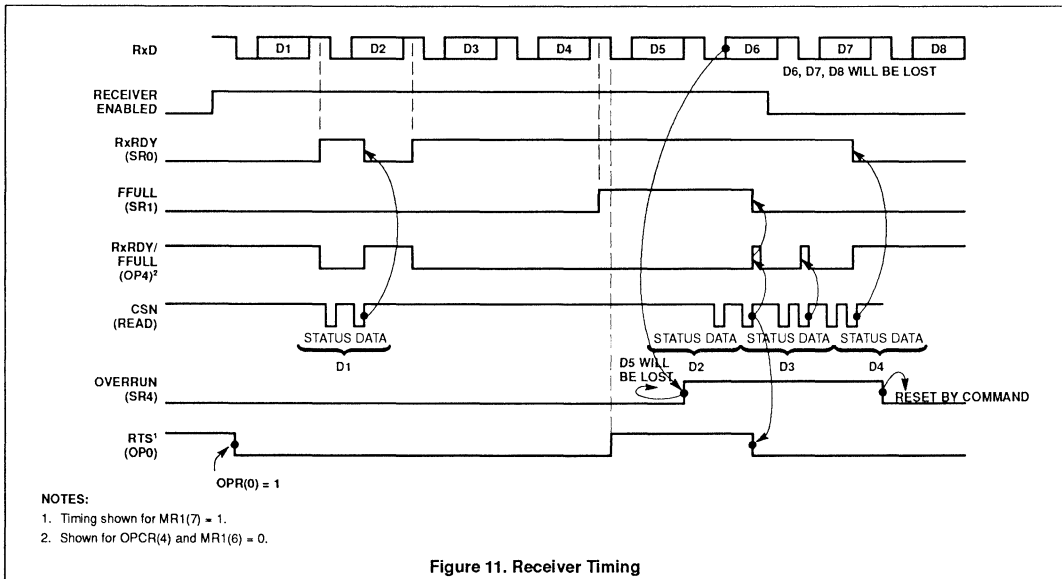 RxD
D1 D2 D3 D4 D5 D6 D7 D8
D6, D7, D8 WILL BE LOST
RECEIVER
ENABLED
RxRDY
(SR0)
FFULL
(SR1)
RxRDY/
FFULL
(OP4)²
CSN
(READ)
STATUS DATA STATUS DATA STATUS DATA STATUS DATA
D1 D2 D3 D4
D5 WILL
BE LOST
OVERRUN
(SR4)
RESET BY COMMAND
RTS¹
(OP0)
OPR(0) = 1
NOTES:
1. Timing shown for MR1(7) = 1.
2. Shown for OPCR(4) and MR1(6) = 0.
Figure 11. Receiver Timing